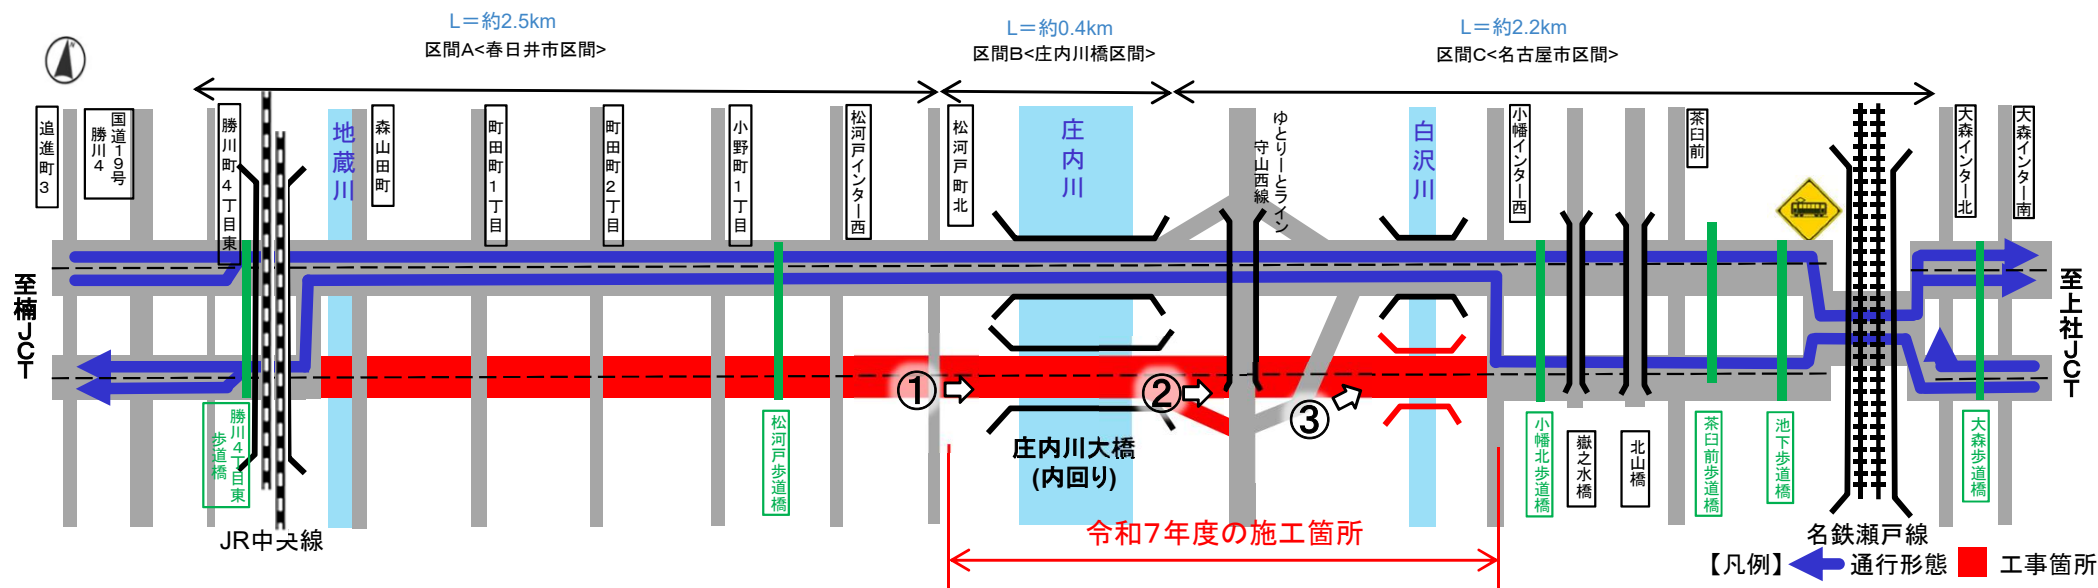 L＝約2.5km
区間A<春日井市区間>
L＝約0.4km
区間B<庄内川橋区間>
L＝約2.2km
区間C<名古屋市区間>
追進町3
国道19号
勝川4
勝川町4丁目東
地蔵川
森山田町
町田町1丁目
町田町2丁目
小野町1丁目
松河戸インター西
松河戸町北
庄内川
ゆとりーとライン
守山西線
白沢川
小幡インター西
茶臼前
大森インター北
大森インター南
至楠JCT
至上社JCT
①
②
③
勝川4丁目東
歩道橋
松河戸歩道橋
庄内川大橋
(内回り)
小幡北歩道橋
嶽之水橋
北山橋
茶臼前歩道橋
池下歩道橋
大森歩道橋
JR中央線
令和7年度の施工箇所
名鉄瀬戸線
【凡例】 通行形態 工事箇所